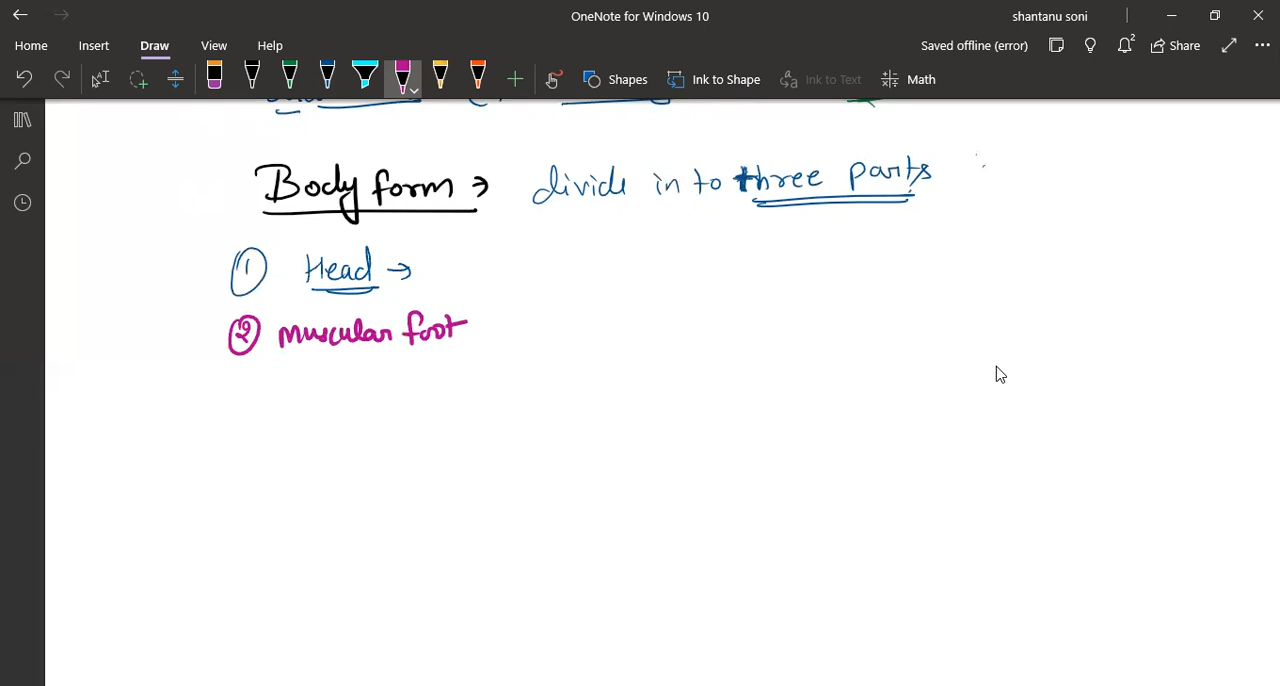 OneNote for Windows 10
shantanu soni
Home Insert Draw View Help
Saved offline (error)
2
Share
Shapes
Ink to Shape
Ink to Text
Math
Body form → divide in to three parts
① Head →
② muscular foot